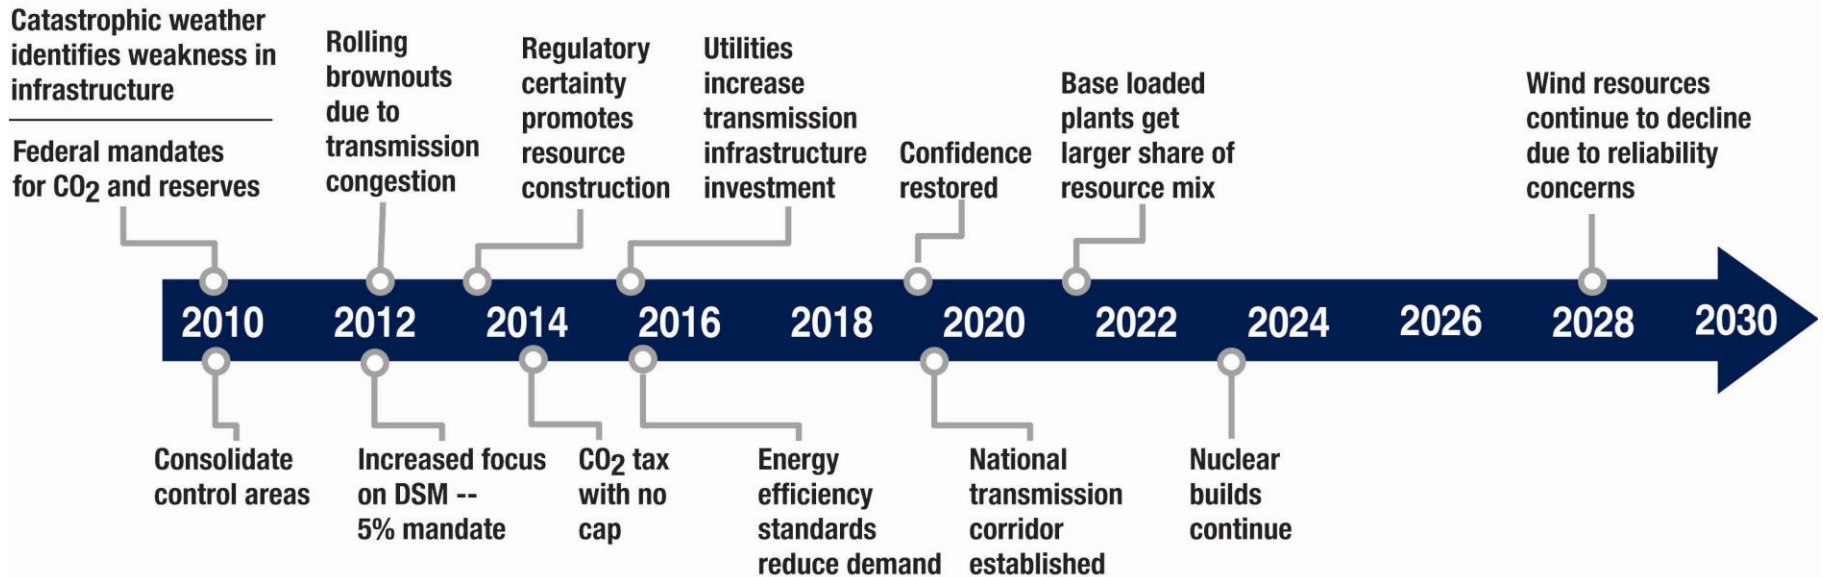 Catastrophic weather
identifies weakness in
infrastructure
Federal mandates
for CO2 and reserves
Rolling
brownouts
due to
transmission
congestion
Regulatory
certainty
promotes
resource
construction
Utilities
increase
transmission
infrastructure
investment
Confidence
restored
Base loaded
plants get
larger share of
resource mix
Wind resources
continue to decline
due to reliability
concerns
2010 2012 2014 2016 2018 2020 2022 2024 2026 2028 2030
Consolidate
control areas
Increased focus
on DSM --
5% mandate
CO2 tax
with no
cap
Energy
efficiency
standards
reduce demand
National
transmission
corridor
established
Nuclear
builds
continue